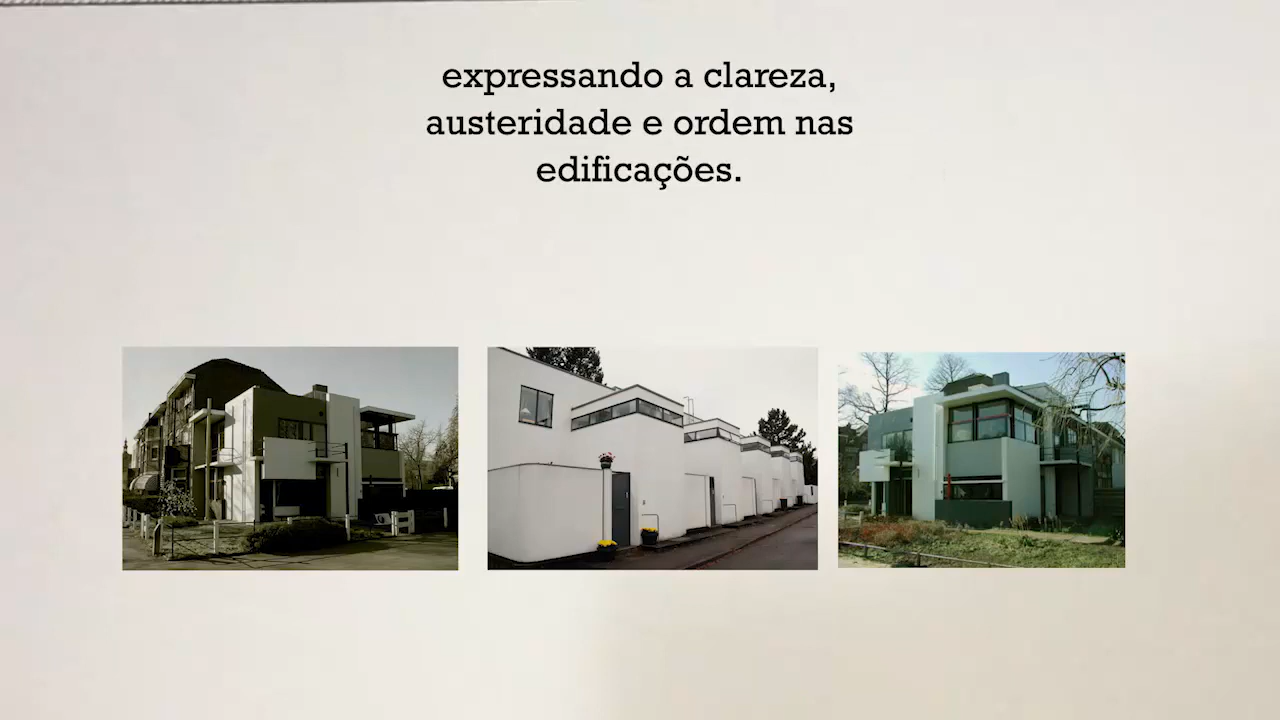 expressando a clareza,
austeridade e ordem nas
edificações.